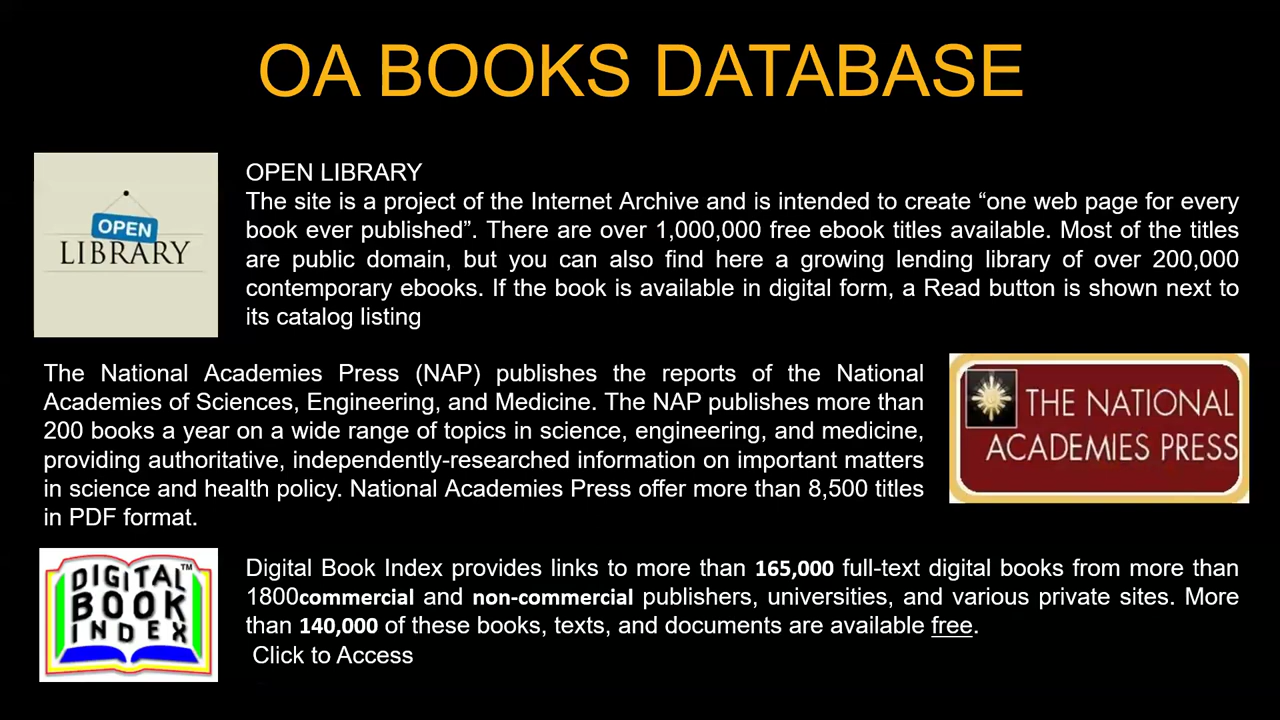 OA BOOKS DATABASE
OPEN
LIBRARY
OPEN LIBRARY
The site is a project of the Internet Archive and is intended to create “one web page for every
book ever published”. There are over 1,000,000 free ebook titles available. Most of the titles
are public domain, but you can also find here a growing lending library of over 200,000
contemporary ebooks. If the book is available in digital form, a Read button is shown next to
its catalog listing
The National Academies Press (NAP) publishes the reports of the National
Academies of Sciences, Engineering, and Medicine. The NAP publishes more than
200 books a year on a wide range of topics in science, engineering, and medicine,
providing authoritative, independently-researched information on important matters
in science and health policy. National Academies Press offer more than 8,500 titles
in PDF format.
THE NATIONAL
ACADEMIES PRESS
DIGITAL™
BOOK
INDEX
Digital Book Index provides links to more than 165,000 full-text digital books from more than
1800commercial and non-commercial publishers, universities, and various private sites. More
than 140,000 of these books, texts, and documents are available free.
Click to Access